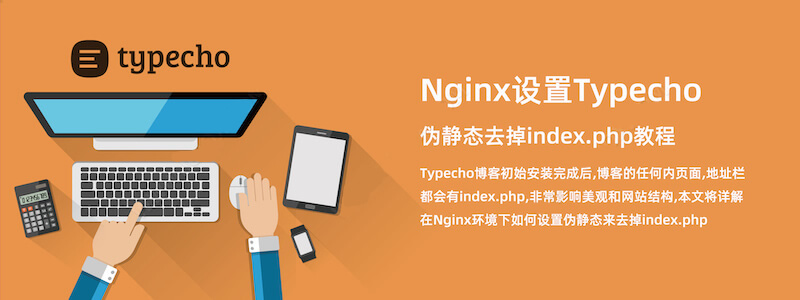 typecho
Nginx设置Typecho
伪静态去掉index.php教程
Typecho博客初始安装完成后,博客的任何内页面,地址栏
都会有index.php,非常影响美观和网站结构,本文将详解
在Nginx环境下如何设置伪静态来去掉index.php